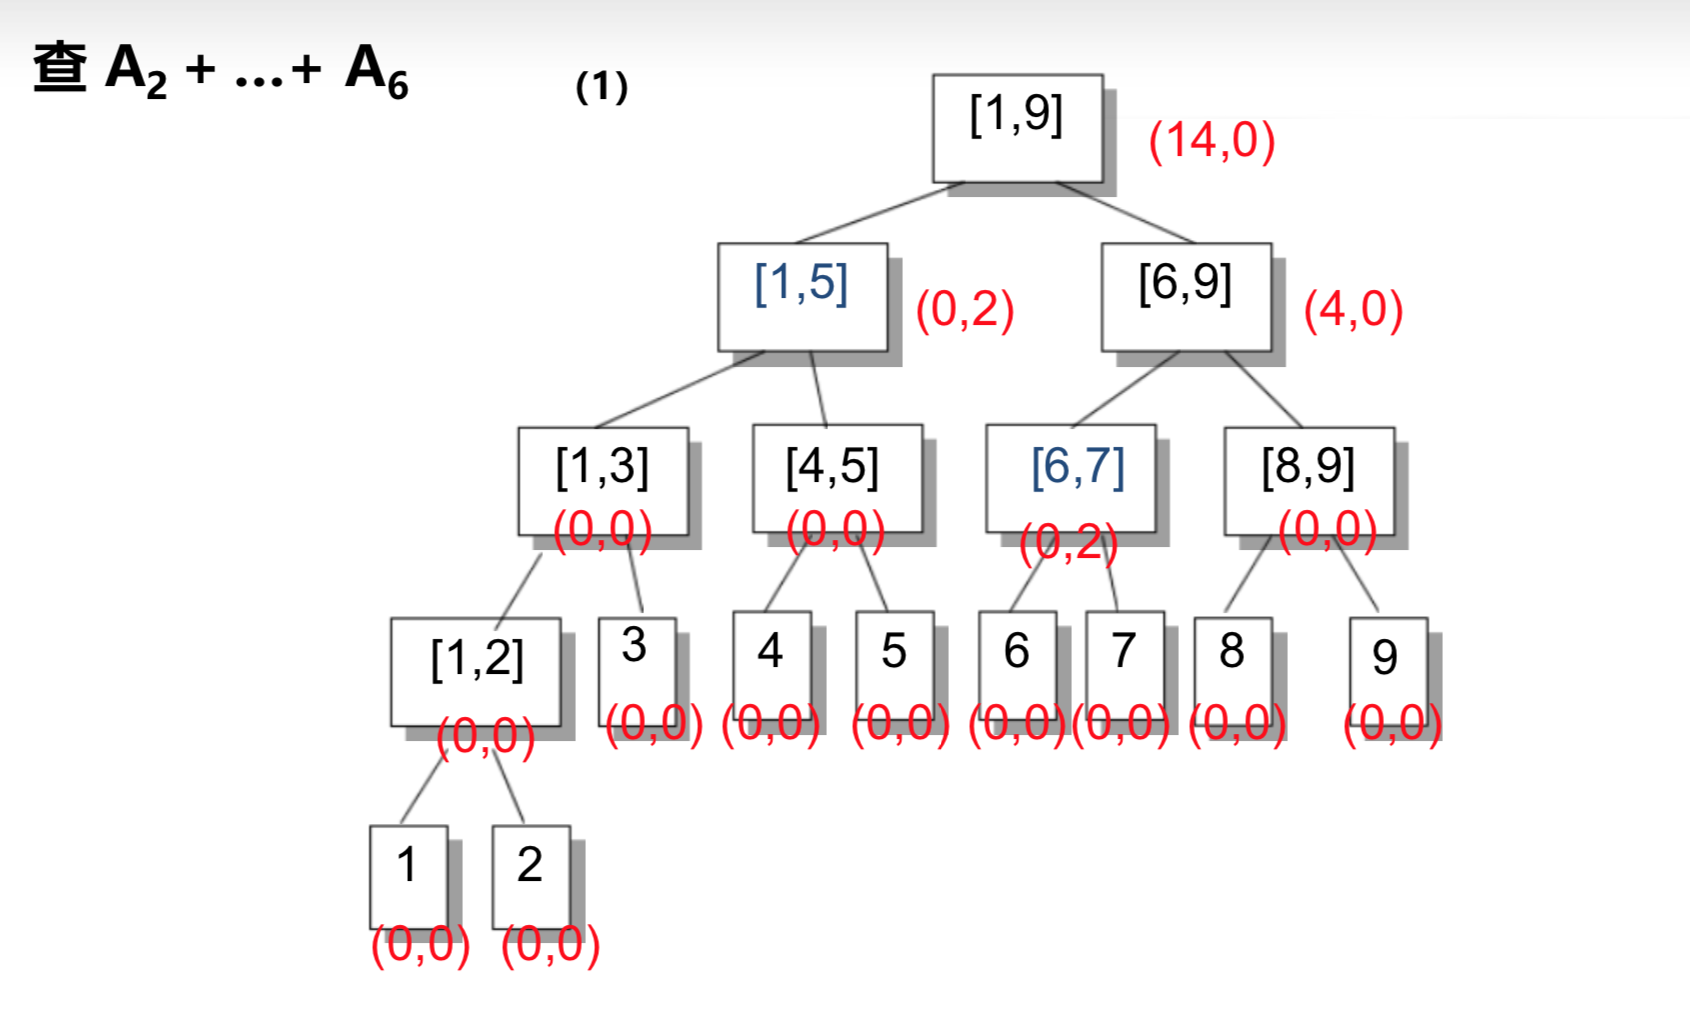 查 A₂ + ...+ A₆ (1)
[1,9]
(14,0)
[1,5] (0,2) [6,9] (4,0)
[1,3] [4,5] [6,7] [8,9]
(0,0) (0,0) (0,2) (0,0)
[1,2] 3 4 5 6 7 8 9
(0,0) (0,0) (0,0) (0,0) (0,0) (0,0) (0,0) (0,0)
1 2
(0,0) (0,0)